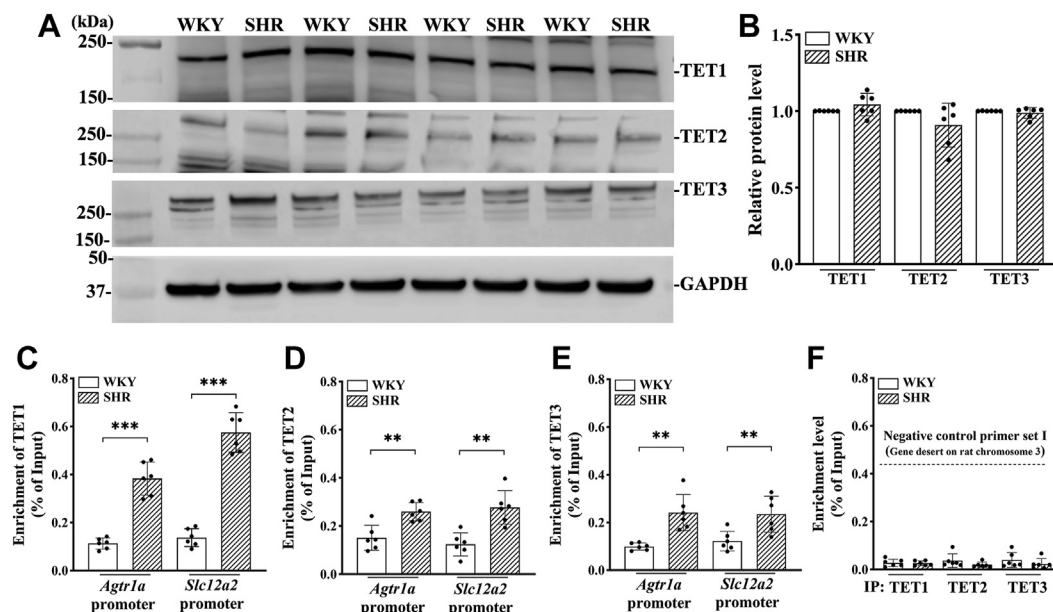 A
(kDa)
WKY SHR WKY SHR WKY SHR WKY SHR
250-
150-
-TET1
250-
150-
-TET2
250-
150-
-TET3
50-
37-
-GAPDH
B
WKY
SHR
Relative protein level
1.5
1.0
0.5
0.0
TET1 TET2 TET3
C
WKY
SHR
Enrichment of TET1
(% of Input)
0.8
0.6
0.4
0.2
0.0
***
***
Agtr1a
promoter
Slc12a2
promoter
D
WKY
SHR
Enrichment of TET2
(% of Input)
0.8
0.6
0.4
0.2
0.0
**
**
Agtr1a
promoter
Slc12a2
promoter
E
WKY
SHR
Enrichment of TET3
(% of Input)
0.8
0.6
0.4
0.2
0.0
**
**
Agtr1a
promoter
Slc12a2
promoter
F
WKY
SHR
Enrichment level
(% of Input)
0.8
0.6
0.4
0.2
0.0
Negative control primer set I
(Gene desert on rat chromosome 3)
IP: TET1 TET2 TET3